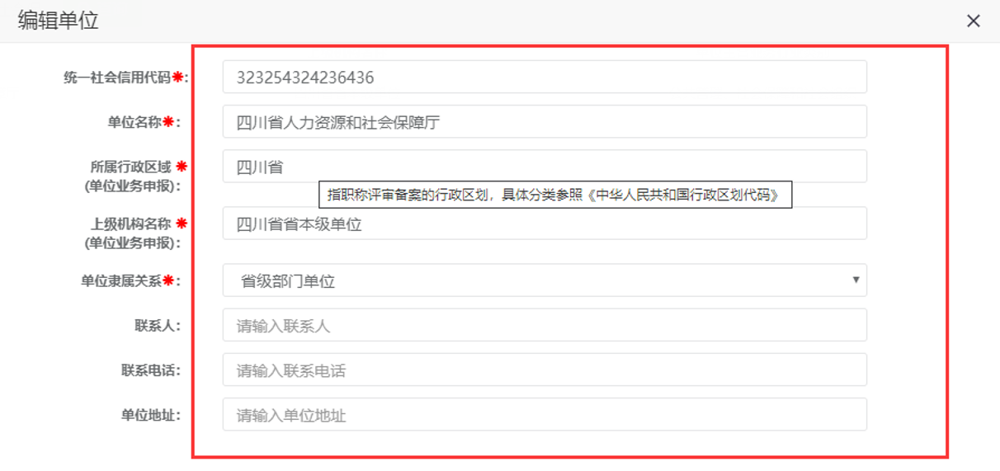 编辑单位
统一社会信用代码*: 323254324236436
单位名称*: 四川省人力资源和社会保障厅
所属行政区域 * 四川省
(单位业务申报):
指职称评审备案的行政区划，具体分类参照《中华人民共和国行政区划代码》
上级机构名称 * 四川省省本级单位
(单位业务申报):
单位隶属关系*: 省级部门单位
联系人: 请输入联系人
联系电话: 请输入联系电话
单位地址: 请输入单位地址